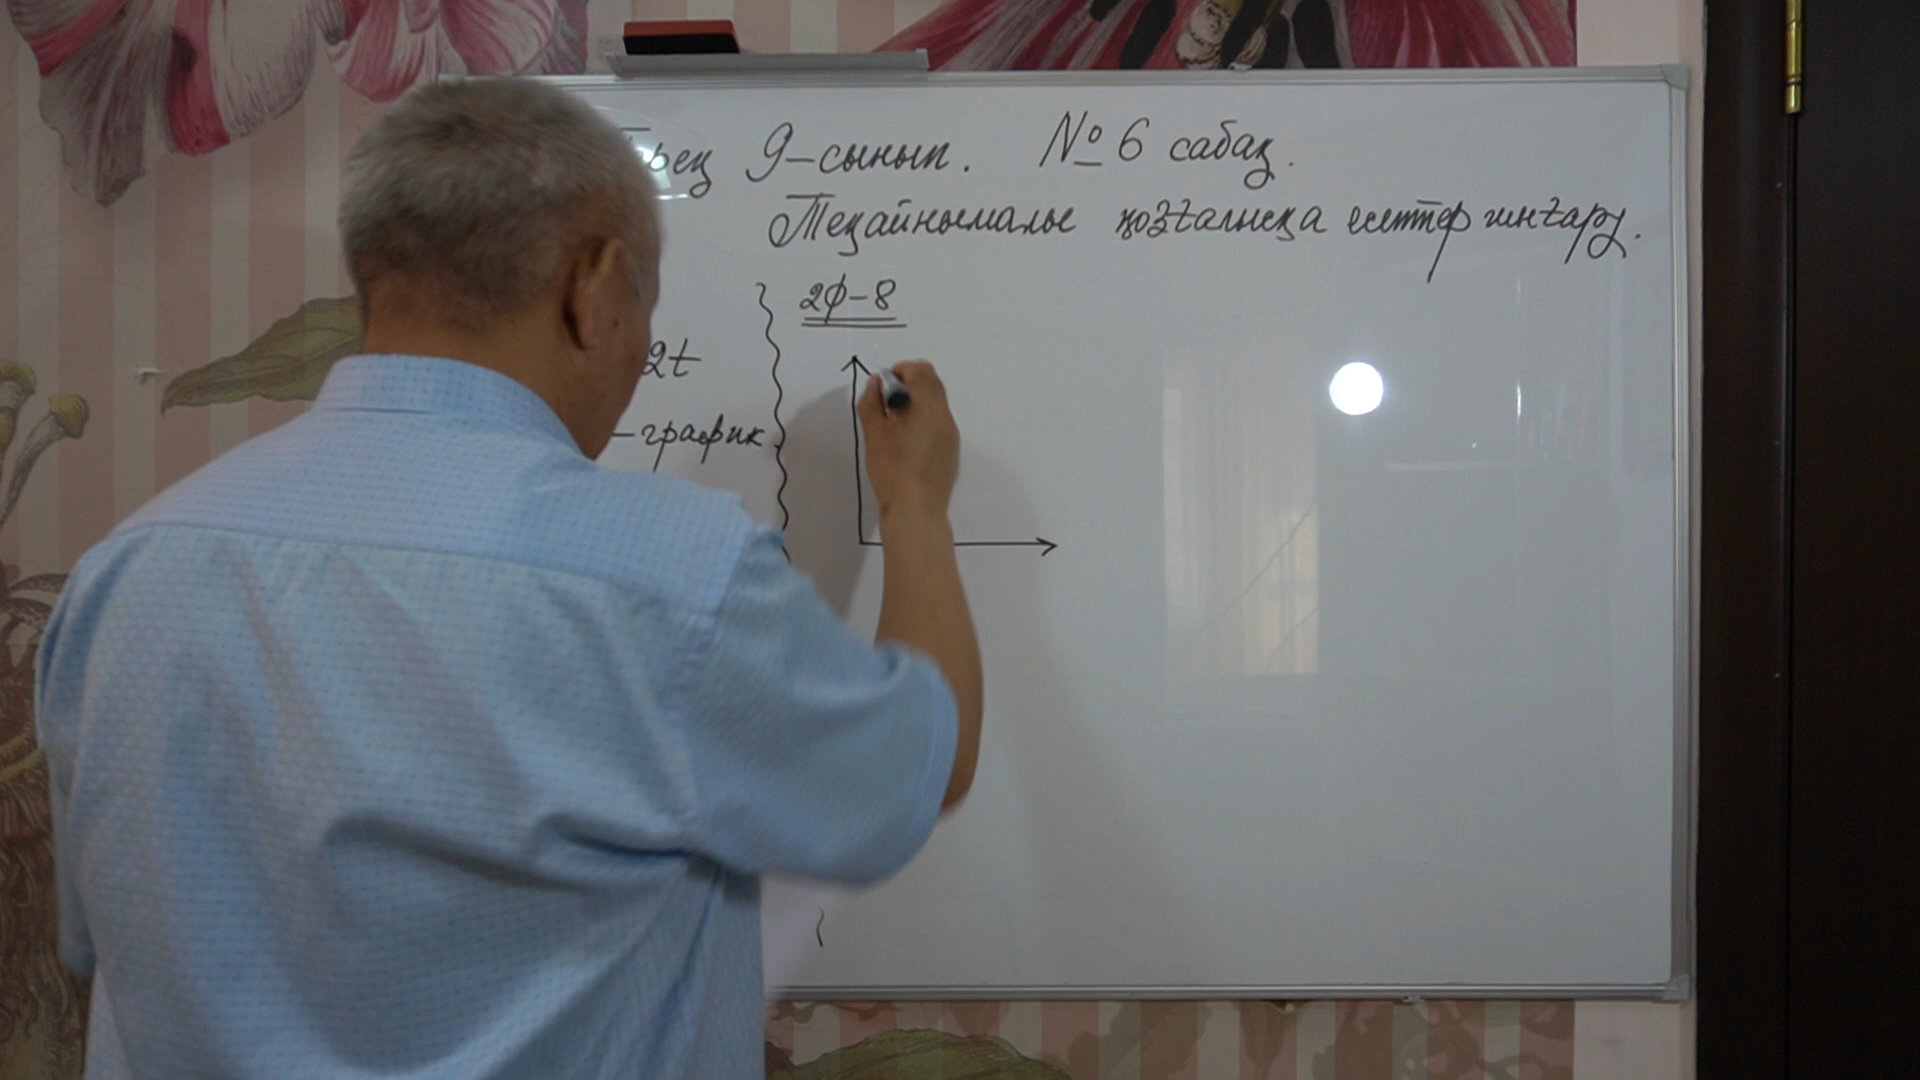 9-сынып. № 6 сабақ.
Теңайнымалы қозғалысқа есептер шығару.
2ф-8
2t
-график